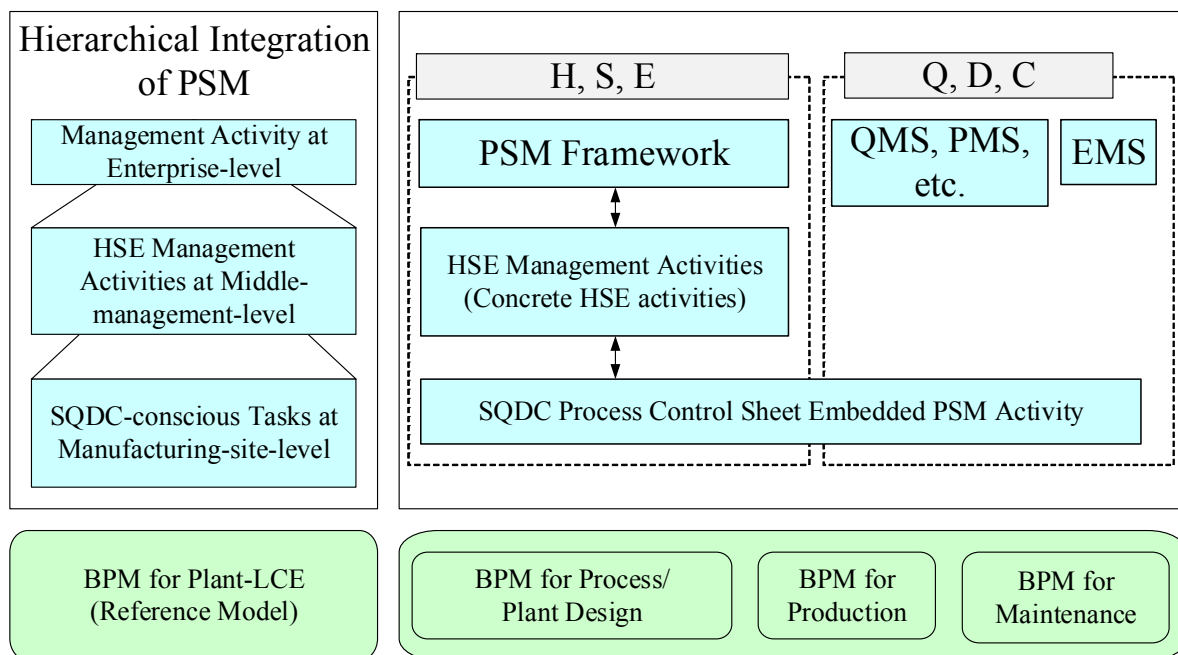 Hierarchical Integration
of PSM
Management Activity at
Enterprise-level
HSE Management
Activities at Middle-
management-level
SQDC-conscious Tasks at
Manufacturing-site-level
H, S, E
Q, D, C
PSM Framework
QMS, PMS,
etc.
EMS
HSE Management Activities
(Concrete HSE activities)
SQDC Process Control Sheet Embedded PSM Activity
BPM for Plant-LCE
(Reference Model)
BPM for Process/
Plant Design
BPM for
Production
BPM for
Maintenance